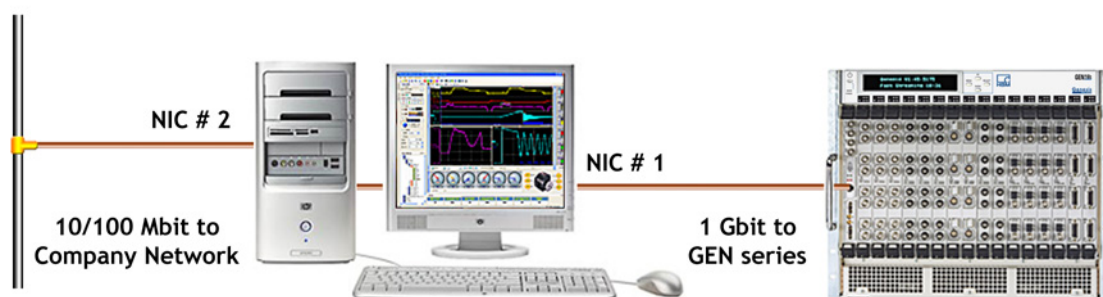 NIC # 2
10/100 Mbit to
Company Network
NIC # 1
1 Gbit to
GEN series